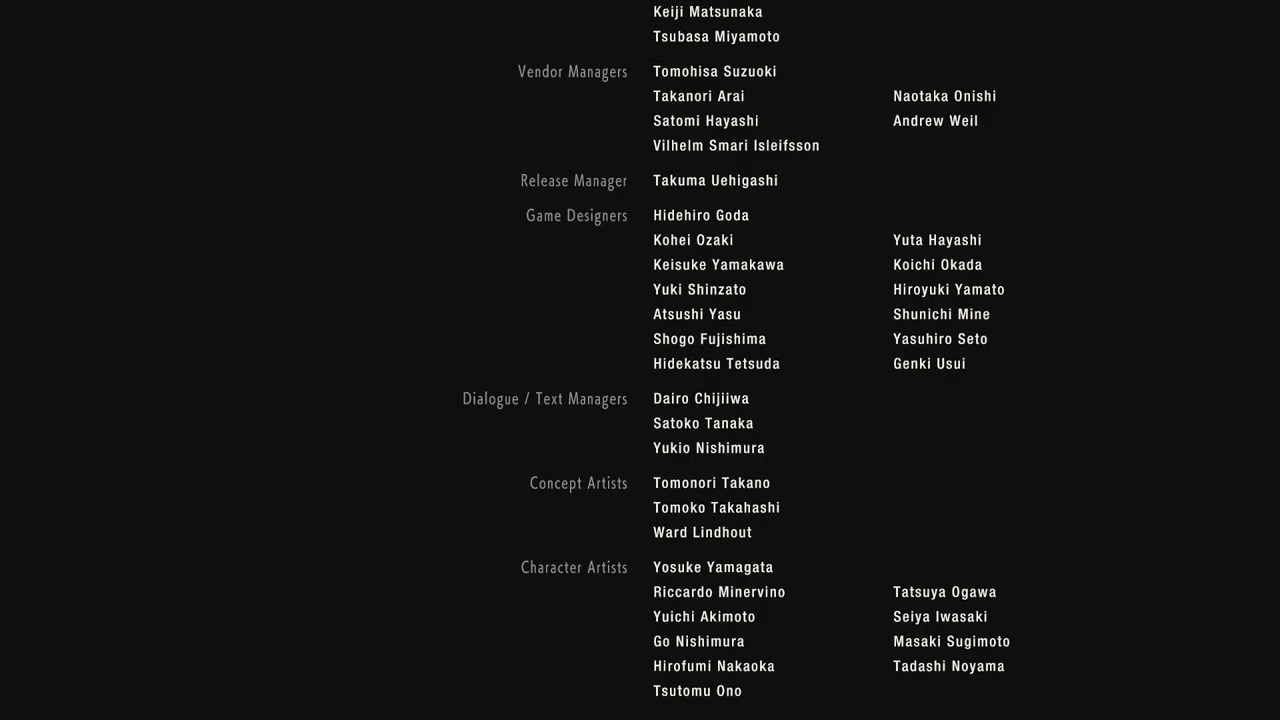 Keiji Matsunaka
Tsubasa Miyamoto
Vendor Managers Tomohisa Suzuoki
Takanori Arai Naotaka Onishi
Satomi Hayashi Andrew Weil
Vilhelm Smari Isleifsson
Release Manager Takuma Uehigashi
Game Designers Hidehiro Goda
Kohei Ozaki Yuta Hayashi
Keisuke Yamakawa Koichi Okada
Yuki Shinzato Hiroyuki Yamato
Atsushi Yasu Shunichi Mine
Shogo Fujishima Yasuhiro Seto
Hidekatsu Tetsuda Genki Usui
Dialogue / Text Managers Dairo Chijiiwa
Satoko Tanaka
Yukio Nishimura
Concept Artists Tomonori Takano
Tomoko Takahashi
Ward Lindhout
Character Artists Yosuke Yamagata
Riccardo Minervino Tatsuya Ogawa
Yuichi Akimoto Seiya Iwasaki
Go Nishimura Masaki Sugimoto
Hirofumi Nakaoka Tadashi Noyama
Tsutomu Ono